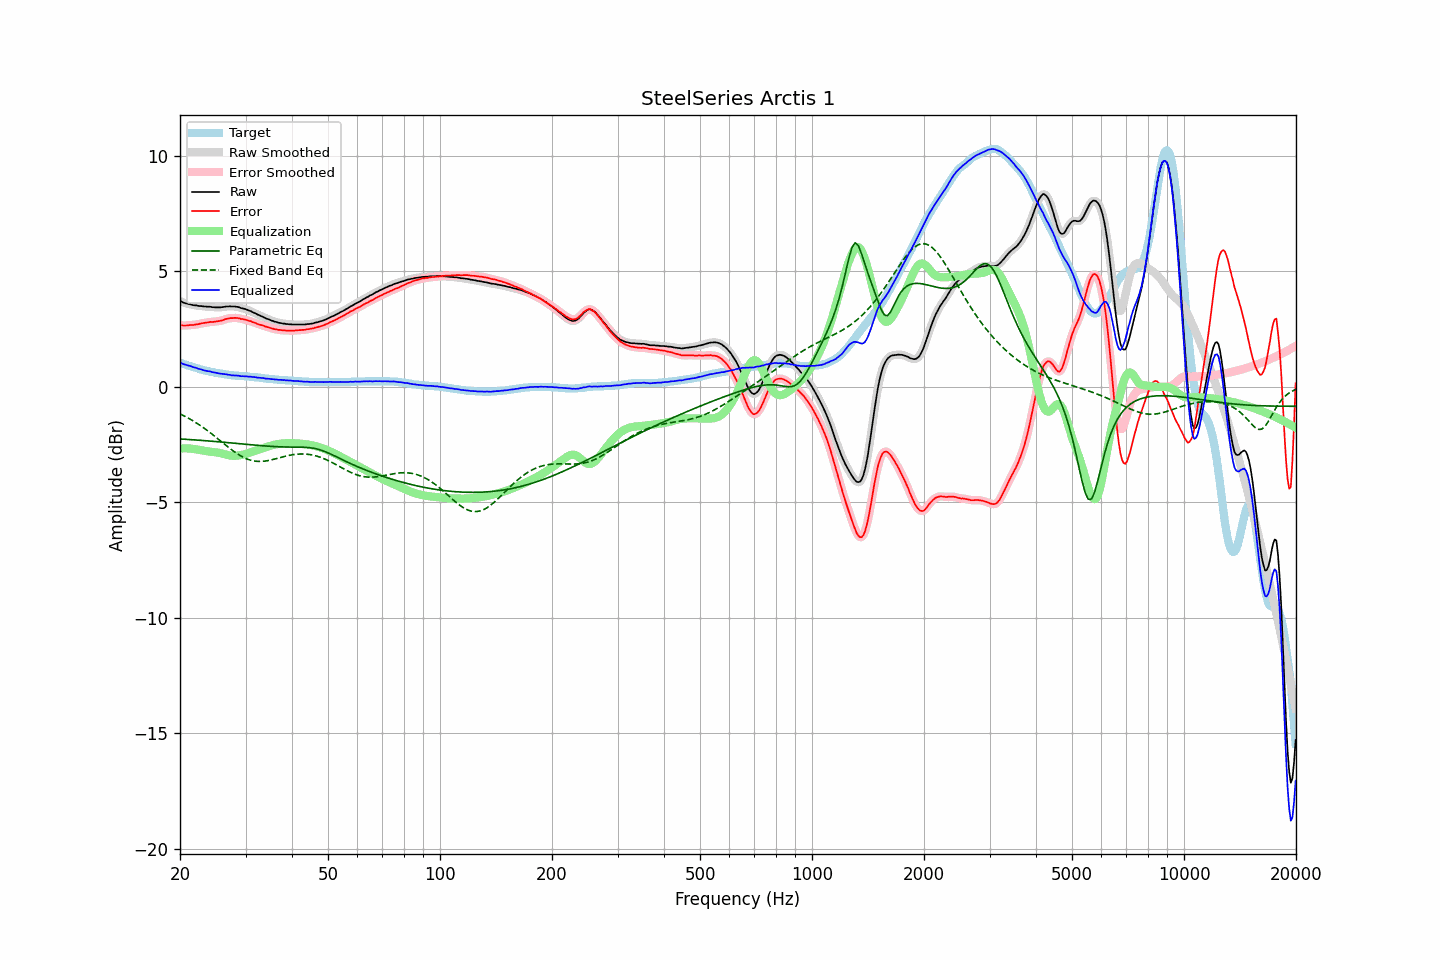 SteelSeries Arctis 1
Target
Raw Smoothed
Error Smoothed
Raw
Error
Equalization
Parametric Eq
Fixed Band Eq
Equalized
10
5
0
−5
−10
−15
−20
Amplitude (dBr)
20
50
100
200
500
1000
2000
5000
10000
20000
Frequency (Hz)